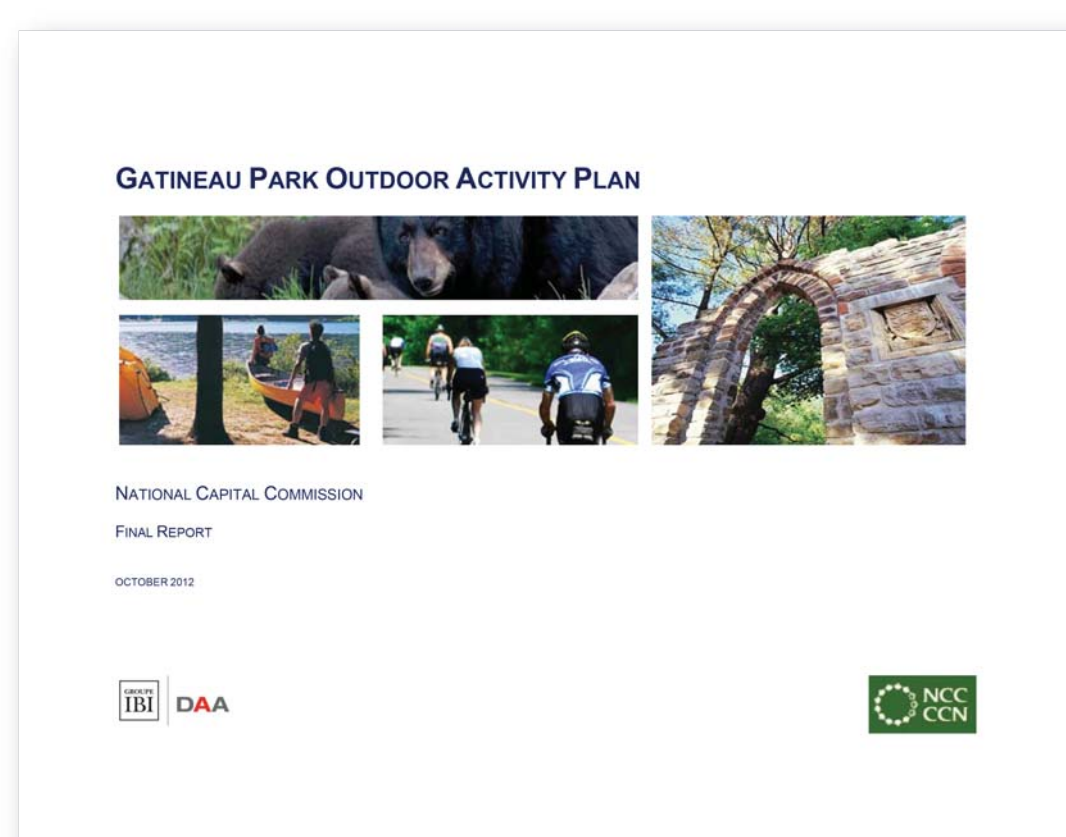 GATINEAU PARK OUTDOOR ACTIVITY PLAN
NATIONAL CAPITAL COMMISSION
FINAL REPORT
OCTOBER 2012
GROUPE
IBI
DAA
NCC
CCN